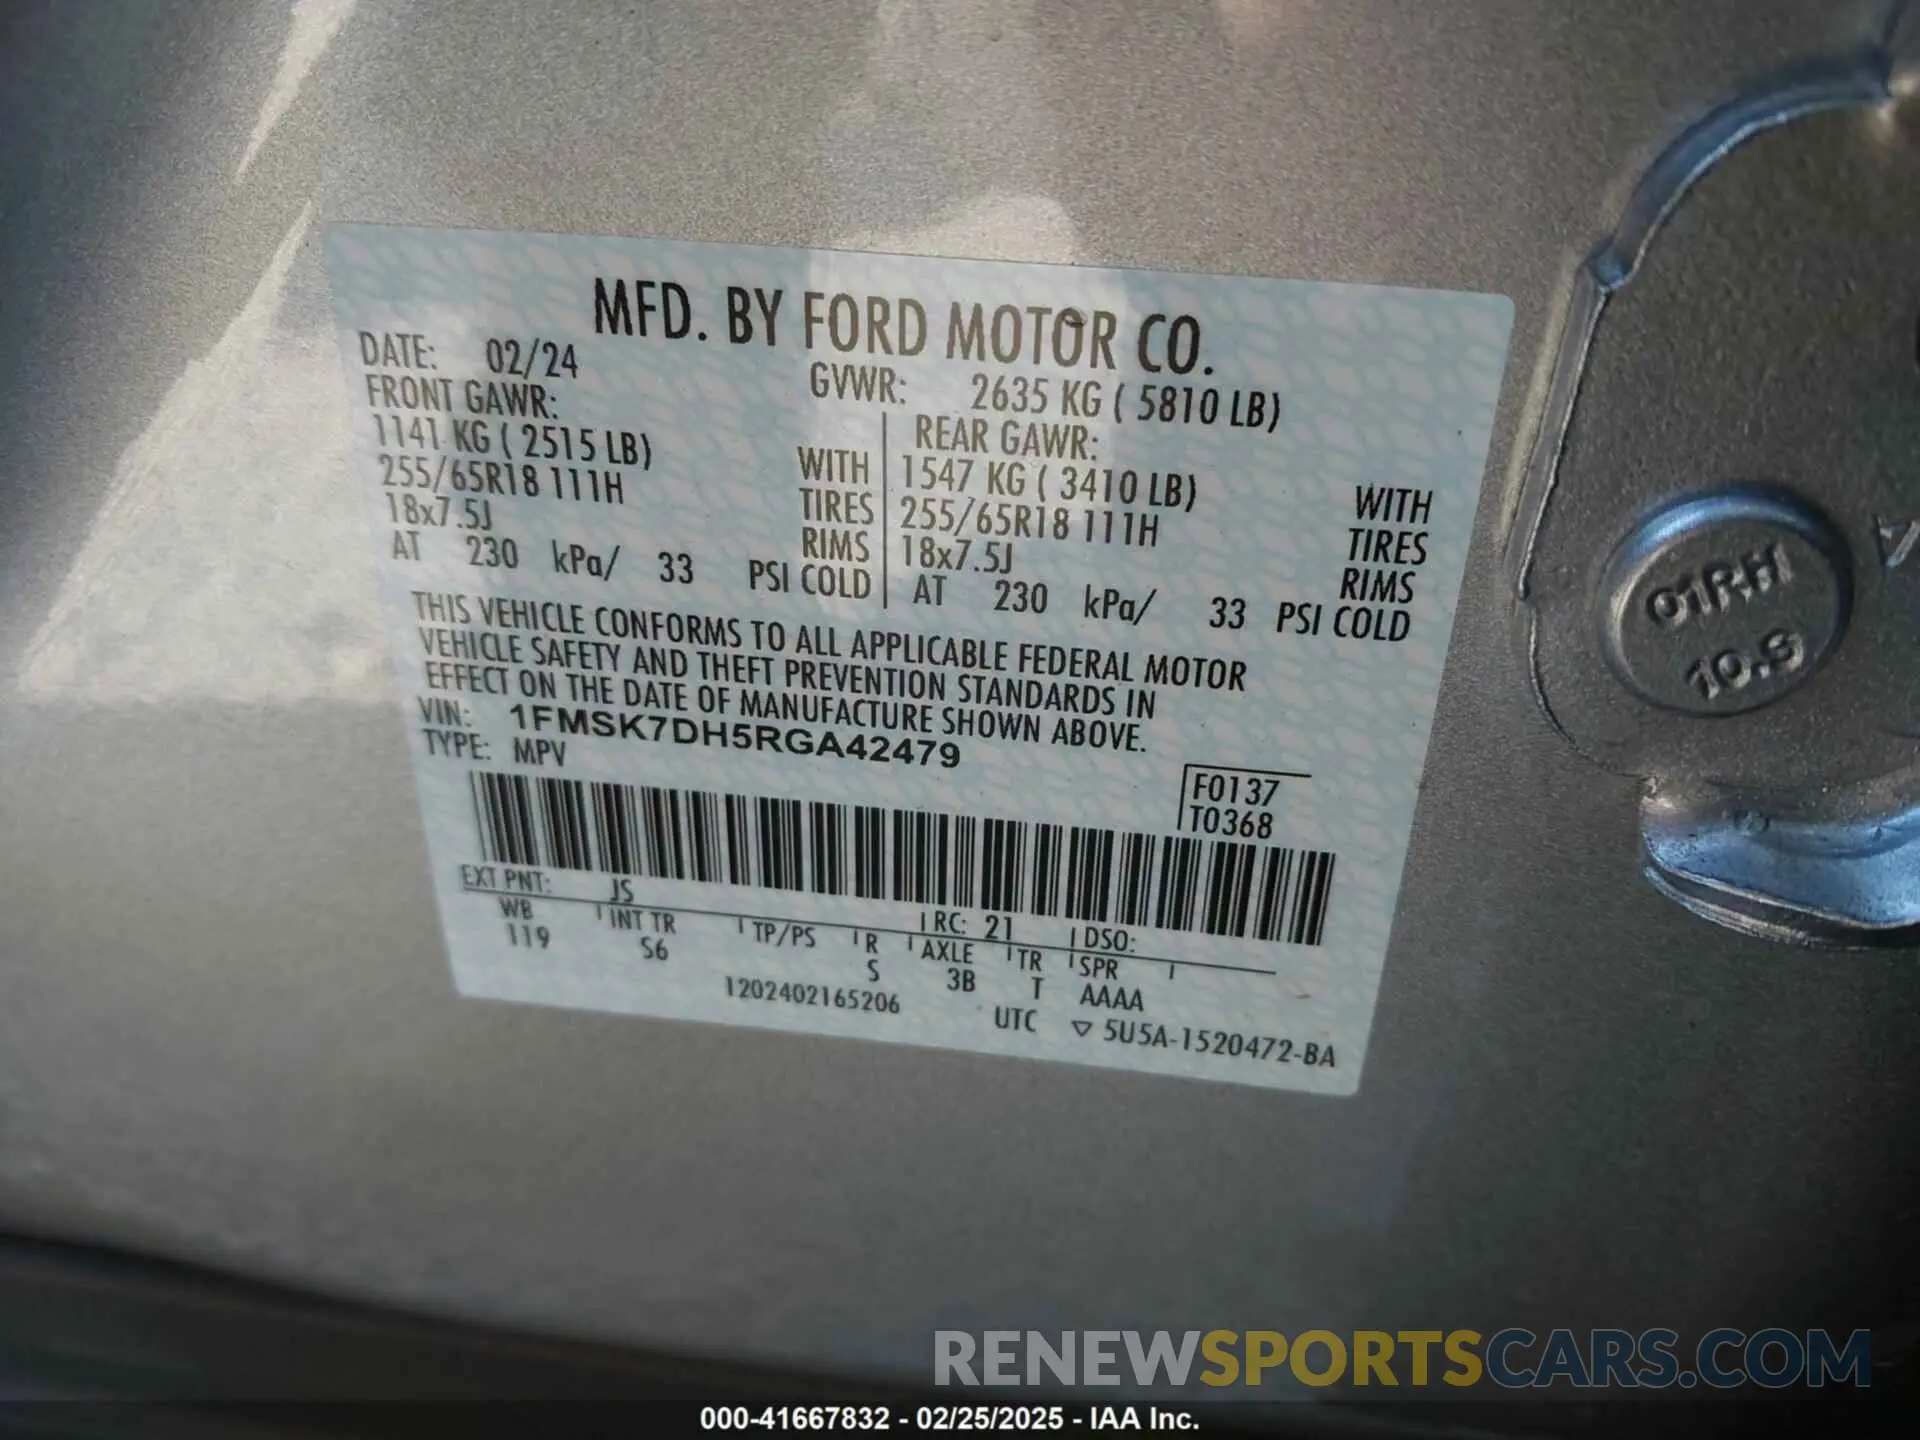 MFD. BY FORD MOTOR CO.
DATE: 02/24 GVWR: 2635 KG ( 5810 LB)
FRONT GAWR: REAR GAWR:
1141 KG ( 2515 LB) WITH 1547 KG ( 3410 LB) WITH
255/65R18 111H TIRES 255/65R18 111H TIRES
18x7.5J RIMS 18x7.5J RIMS
AT 230 kPa/ 33 PSI COLD AT 230 kPa/ 33 PSI COLD
THIS VEHICLE CONFORMS TO ALL APPLICABLE FEDERAL MOTOR
VEHICLE SAFETY AND THEFT PREVENTION STANDARDS IN
EFFECT ON THE DATE OF MANUFACTURE SHOWN ABOVE.
VIN: 1FMSK7DH5RGA42479
TYPE: MPV
F0137
T0368
EXT PNT: JS RC: 21 DSO:
WB INT TR TP/PS R AXLE TR SPR
119 S6 S 3B T AAAA
1202402165206 UTC ▽ 5U5A-1520472-BA
01RH
10.9
RENEWSPORTSCARS.COM
000-41667832 - 02/25/2025 - IAA Inc.